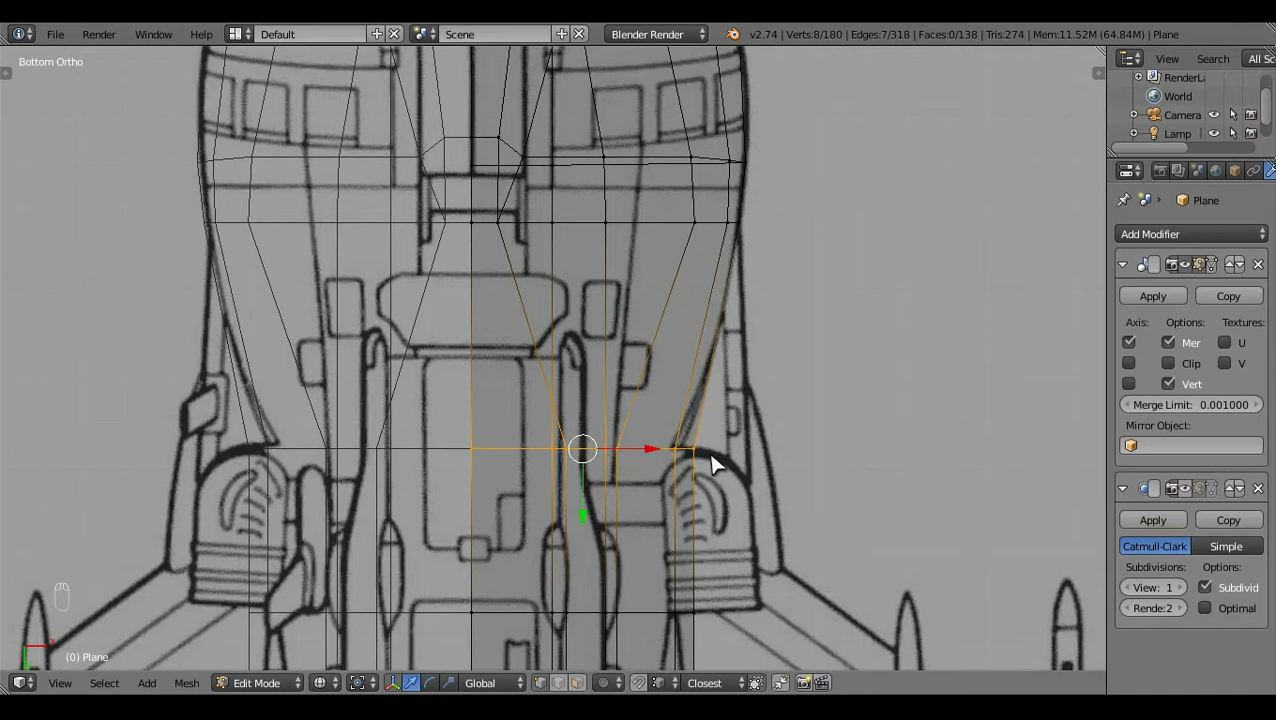 File Render Window Help Default Scene Blender Render v2.74 | Verts:8/180 | Edges:7/318 | Faces:0/138 | Tris:274 | Mem:11.52M (64.84M) | Plane
Bottom Ortho
View Search All Sc
RenderLa
World
Camera
Lamp
Plane
Add Modifier
Apply Copy
Axis: Options: Textures:
Mer U
Clip V
Vert
Merge Limit: 0.001000
Mirror Object:
Apply Copy
Catmull-Clark Simple
Subdivisions: Options:
View: 1 Subdivid
Rende:2 Optimal
(0) Plane
View Select Add Mesh Edit Mode Global Closest